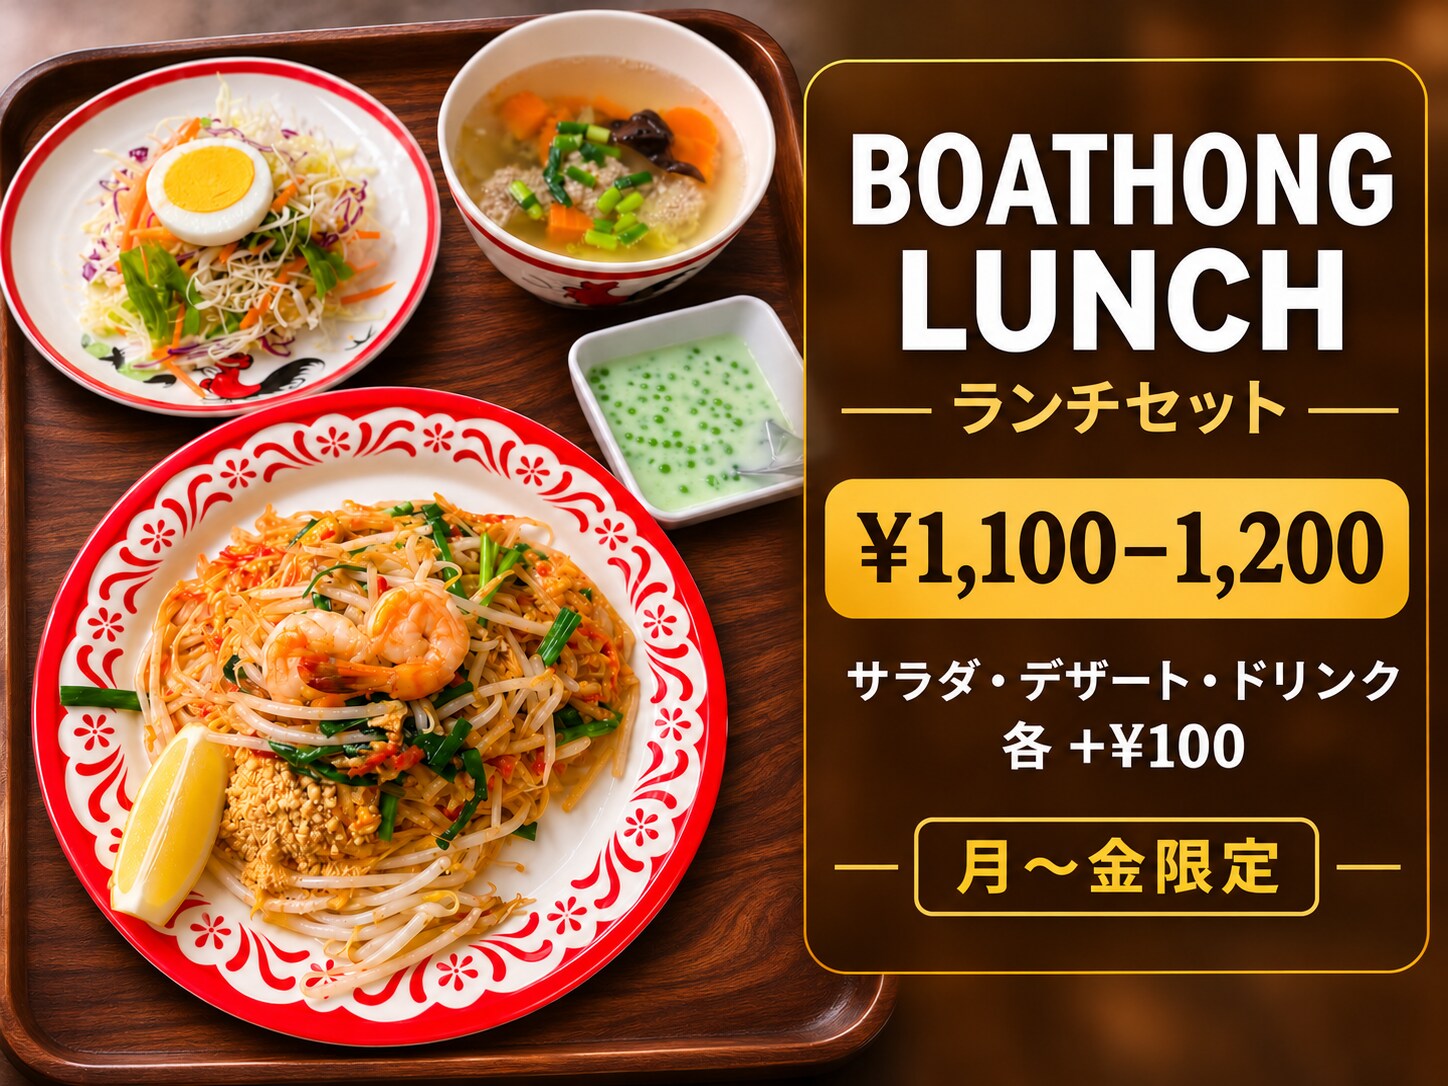 BOATHONG
LUNCH
ランチセット
¥1,100–1,200
サラダ・デザート・ドリンク
各 +¥100
月～金限定